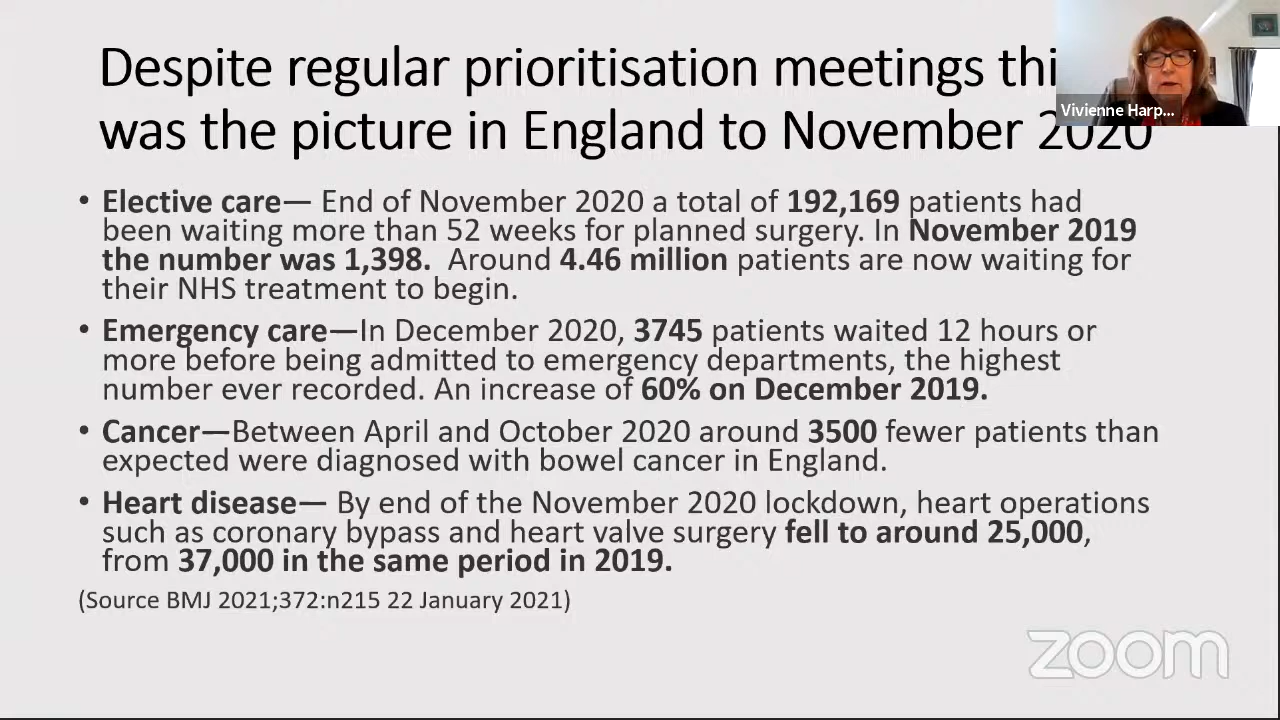 Despite regular prioritisation meetings thi
was the picture in England to November 2020
Vivienne Harp...
• Elective care— End of November 2020 a total of 192,169 patients had
been waiting more than 52 weeks for planned surgery. In November 2019
the number was 1,398.  Around 4.46 million patients are now waiting for
their NHS treatment to begin.
• Emergency care—In December 2020, 3745 patients waited 12 hours or
more before being admitted to emergency departments, the highest
number ever recorded. An increase of 60% on December 2019.
• Cancer—Between April and October 2020 around 3500 fewer patients than
expected were diagnosed with bowel cancer in England.
• Heart disease— By end of the November 2020 lockdown, heart operations
such as coronary bypass and heart valve surgery fell to around 25,000,
from 37,000 in the same period in 2019.
(Source BMJ 2021;372:n215 22 January 2021)
zoom